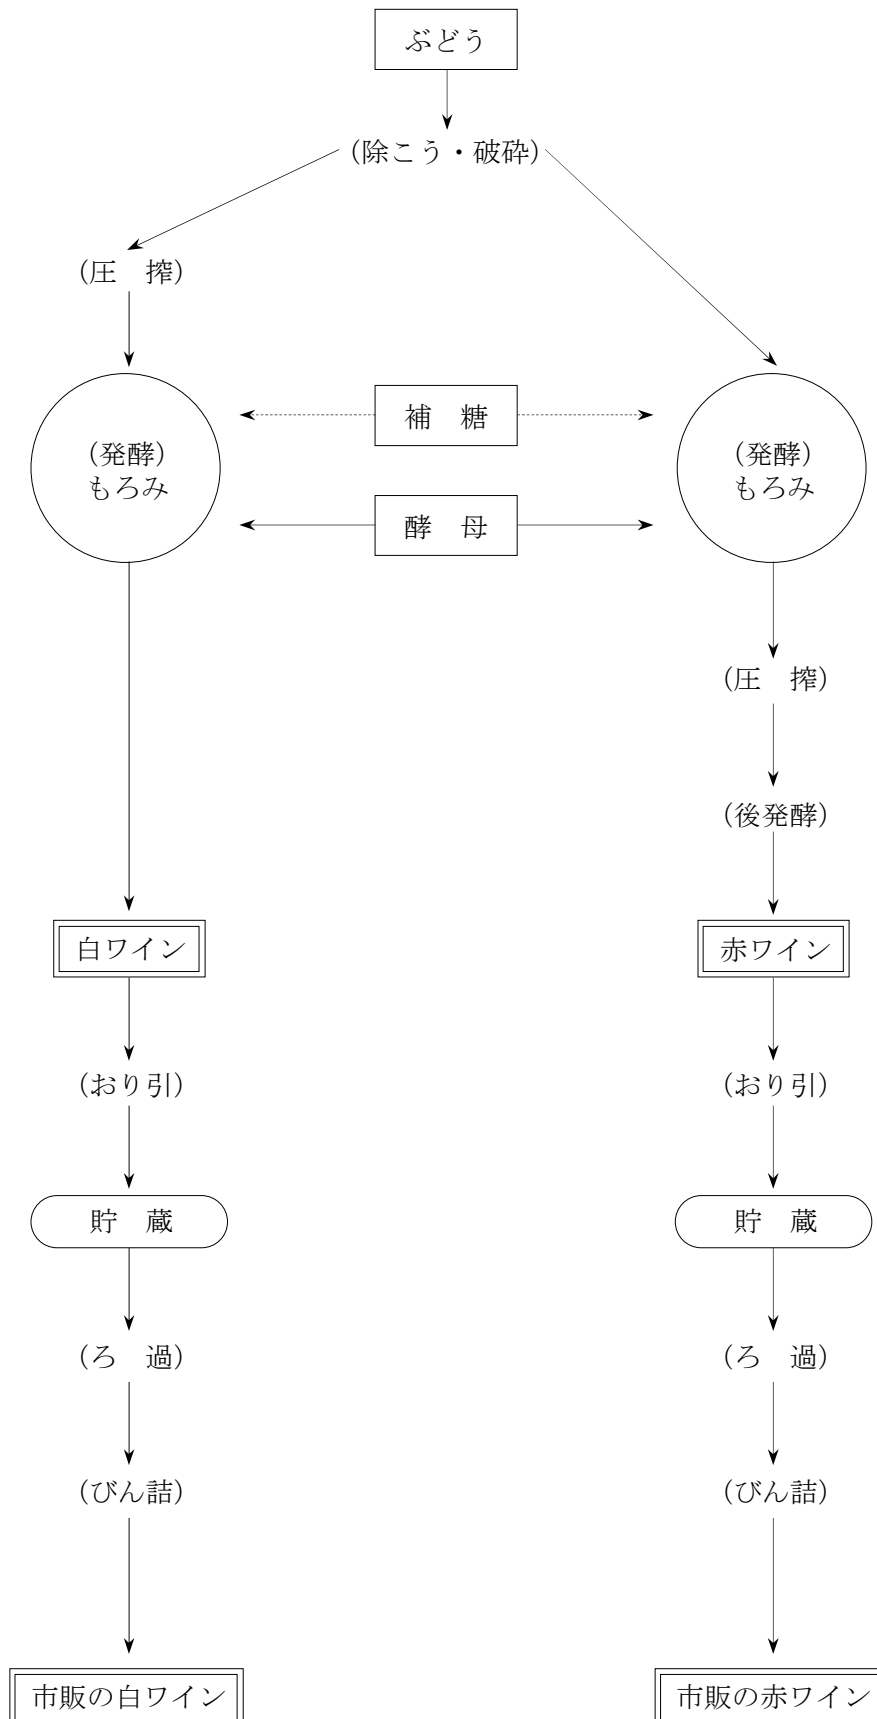 ぶどう
(除こう・破砕)
(圧　搾)
(発酵)
もろみ
補　糖
酵　母
(発酵)
もろみ
(圧　搾)
(後発酵)
白ワイン
赤ワイン
(おり引)
(おり引)
貯　蔵
貯　蔵
(ろ　過)
(ろ　過)
(びん詰)
(びん詰)
市販の白ワイン
市販の赤ワイン